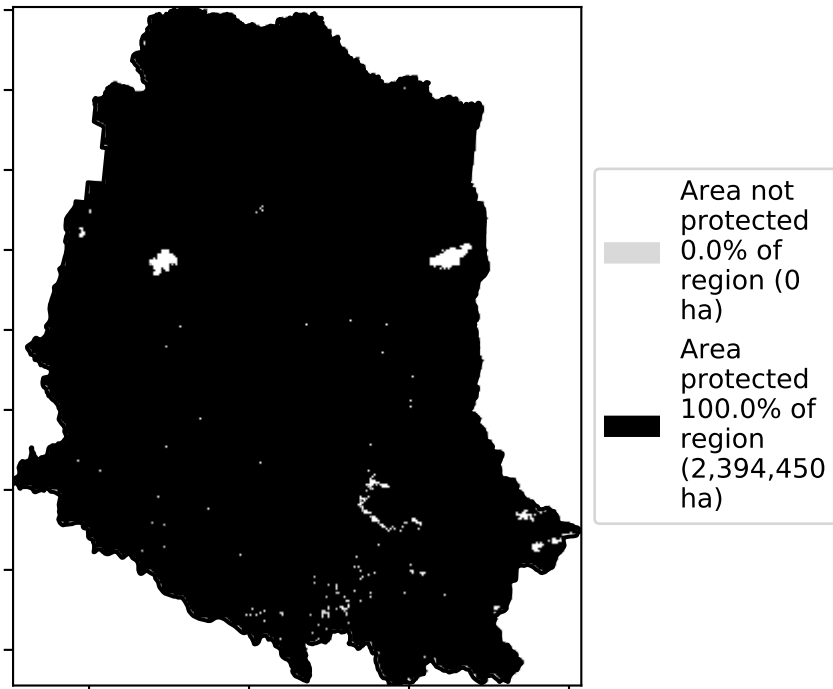 Area not
protected
0.0% of
region (0
ha)
Area
protected
100.0% of
region
(2,394,450
ha)